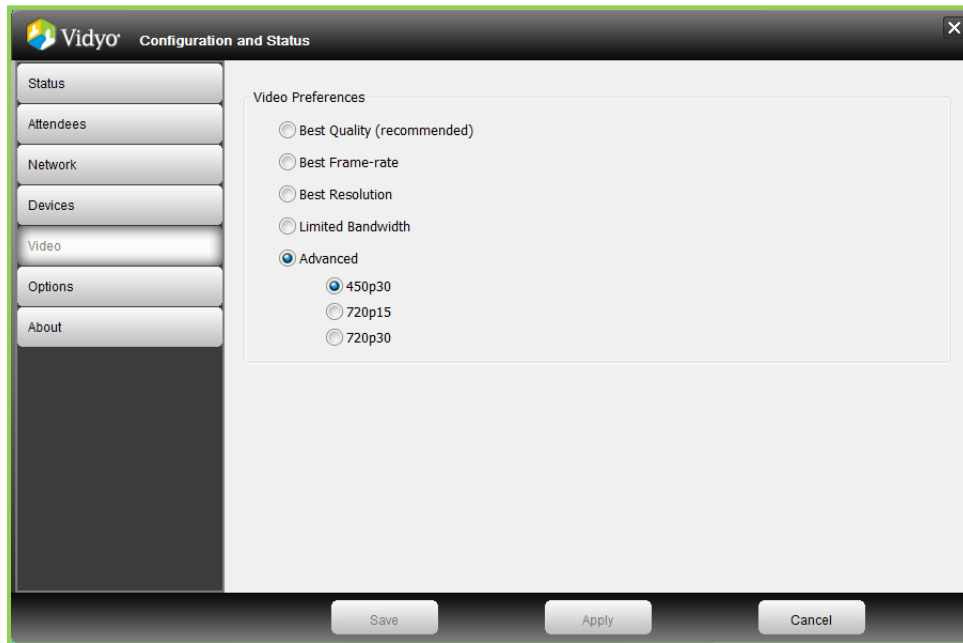 Vidyo® Configuration and Status
Status
Attendees
Network
Devices
Video
Options
About
Video Preferences
Best Quality (recommended)
Best Frame-rate
Best Resolution
Limited Bandwidth
Advanced
450p30
720p15
720p30
Save Apply Cancel